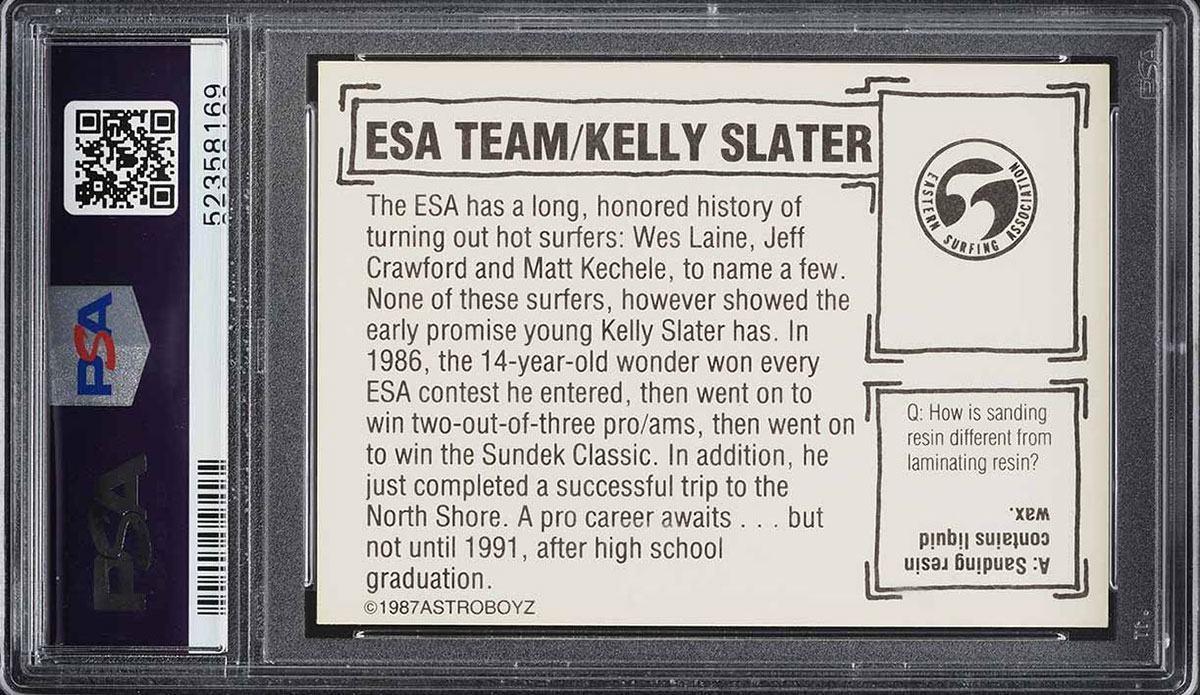 52358169
PSA
PSA
ESA TEAM/KELLY SLATER
The ESA has a long, honored history of
turning out hot surfers: Wes Laine, Jeff
Crawford and Matt Kechele, to name a few.
None of these surfers, however showed the
early promise young Kelly Slater has. In
1986, the 14-year-old wonder won every
ESA contest he entered, then went on to
win two-out-of-three pro/ams, then went on
to win the Sundek Classic. In addition, he
just completed a successful trip to the
North Shore. A pro career awaits . . . but
not until 1991, after high school
graduation.
©1987ASTROBOYZ
EASTERN SURFING ASSOCIATION
Q: How is sanding
resin different from
laminating resin?
A: Sanding resin
contains liquid
wax.
PSA